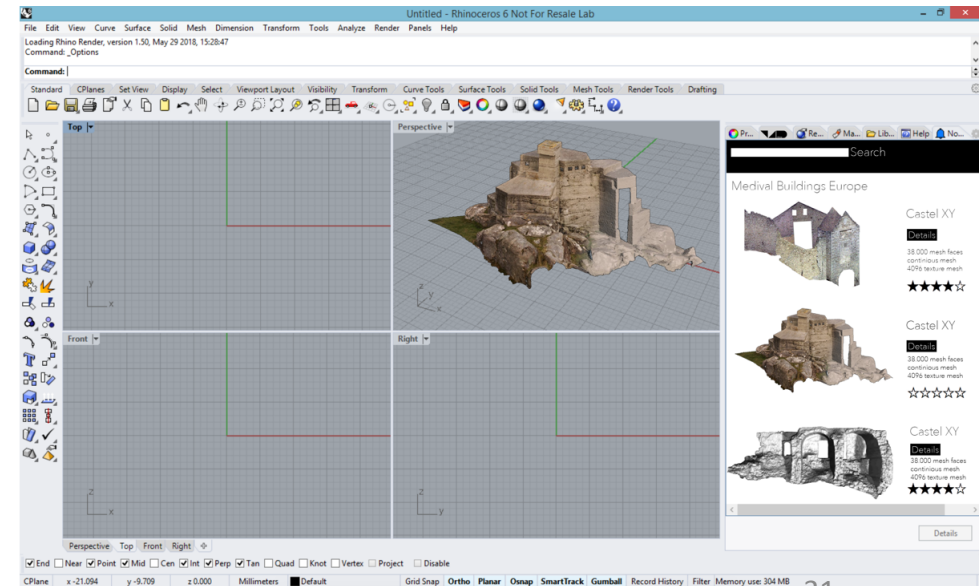 Untitled - Rhinoceros 6 Not For Resale Lab
File Edit View Curve Surface Solid Mesh Dimension Transform Tools Analyze Render Panels Help
Loading Rhino Render, version 1.50, May 29 2018, 15:28:47
Command: _Options
Command:
Standard CPlanes Set View Display Select Viewport Layout Visibility Transform Curve Tools Surface Tools Solid Tools Mesh Tools Render Tools Drafting
Top
Perspective
Pr... Re... Ma... Lib... Help No...
Search
Medival Buildings Europe
Castel XY
Details
38 000 mesh faces
continious mesh
4096 texture mesh
y
x
z
y
x
Front
Right
Castel XY
Details
38 000 mesh faces
continious mesh
4096 texture mesh
Castel XY
Details
38 000 mesh faces
continious mesh
4096 texture mesh
z
x
z
y
Details
Perspective Top Front Right
End Near Point Mid Cen Int Perp Tan Quad Knot Vertex Project Disable
CPlane x -21.094 y -9.709 z 0.000 Millimeters Default Grid Snap Ortho Planar Osnap SmartTrack Gumball Record History Filter Memory use: 304 MB